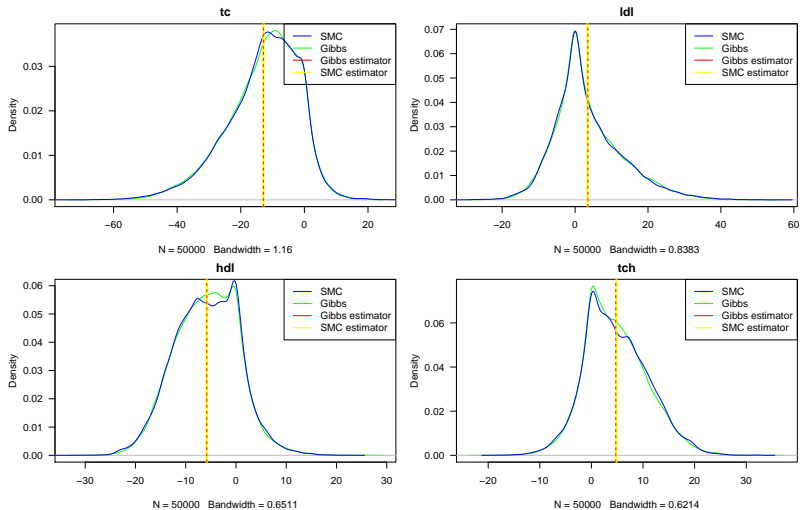 tc
SMC
Gibbs
Gibbs estimator
SMC estimator
Density
0.00 0.01 0.02 0.03
−60 −40 −20 0 20
N = 50000 Bandwidth = 1.16
ldl
SMC
Gibbs
Gibbs estimator
SMC estimator
Density
0.00 0.01 0.02 0.03 0.04 0.05 0.06 0.07
−20 0 20 40 60
N = 50000 Bandwidth = 0.8383
hdl
SMC
Gibbs
Gibbs estimator
SMC estimator
Density
0.00 0.01 0.02 0.03 0.04 0.05 0.06
−30 −20 −10 0 10 20 30
N = 50000 Bandwidth = 0.6511
tch
SMC
Gibbs
Gibbs estimator
SMC estimator
Density
0.00 0.02 0.04 0.06
−20 −10 0 10 20 30
N = 50000 Bandwidth = 0.6214